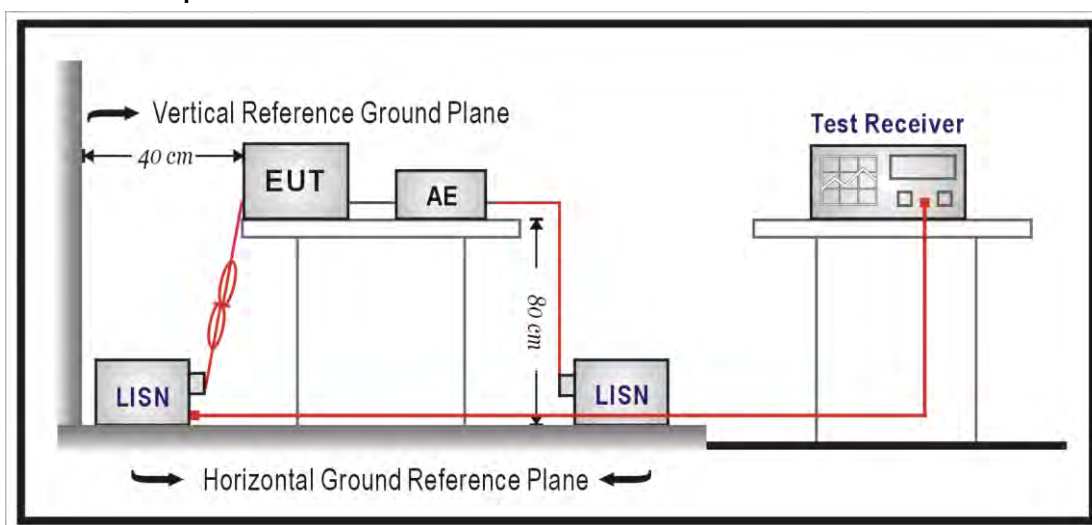 Vertical Reference Ground Plane
Test Receiver
40 cm
EUT
AE
80 cm
LISN
LISN
Horizontal Ground Reference Plane